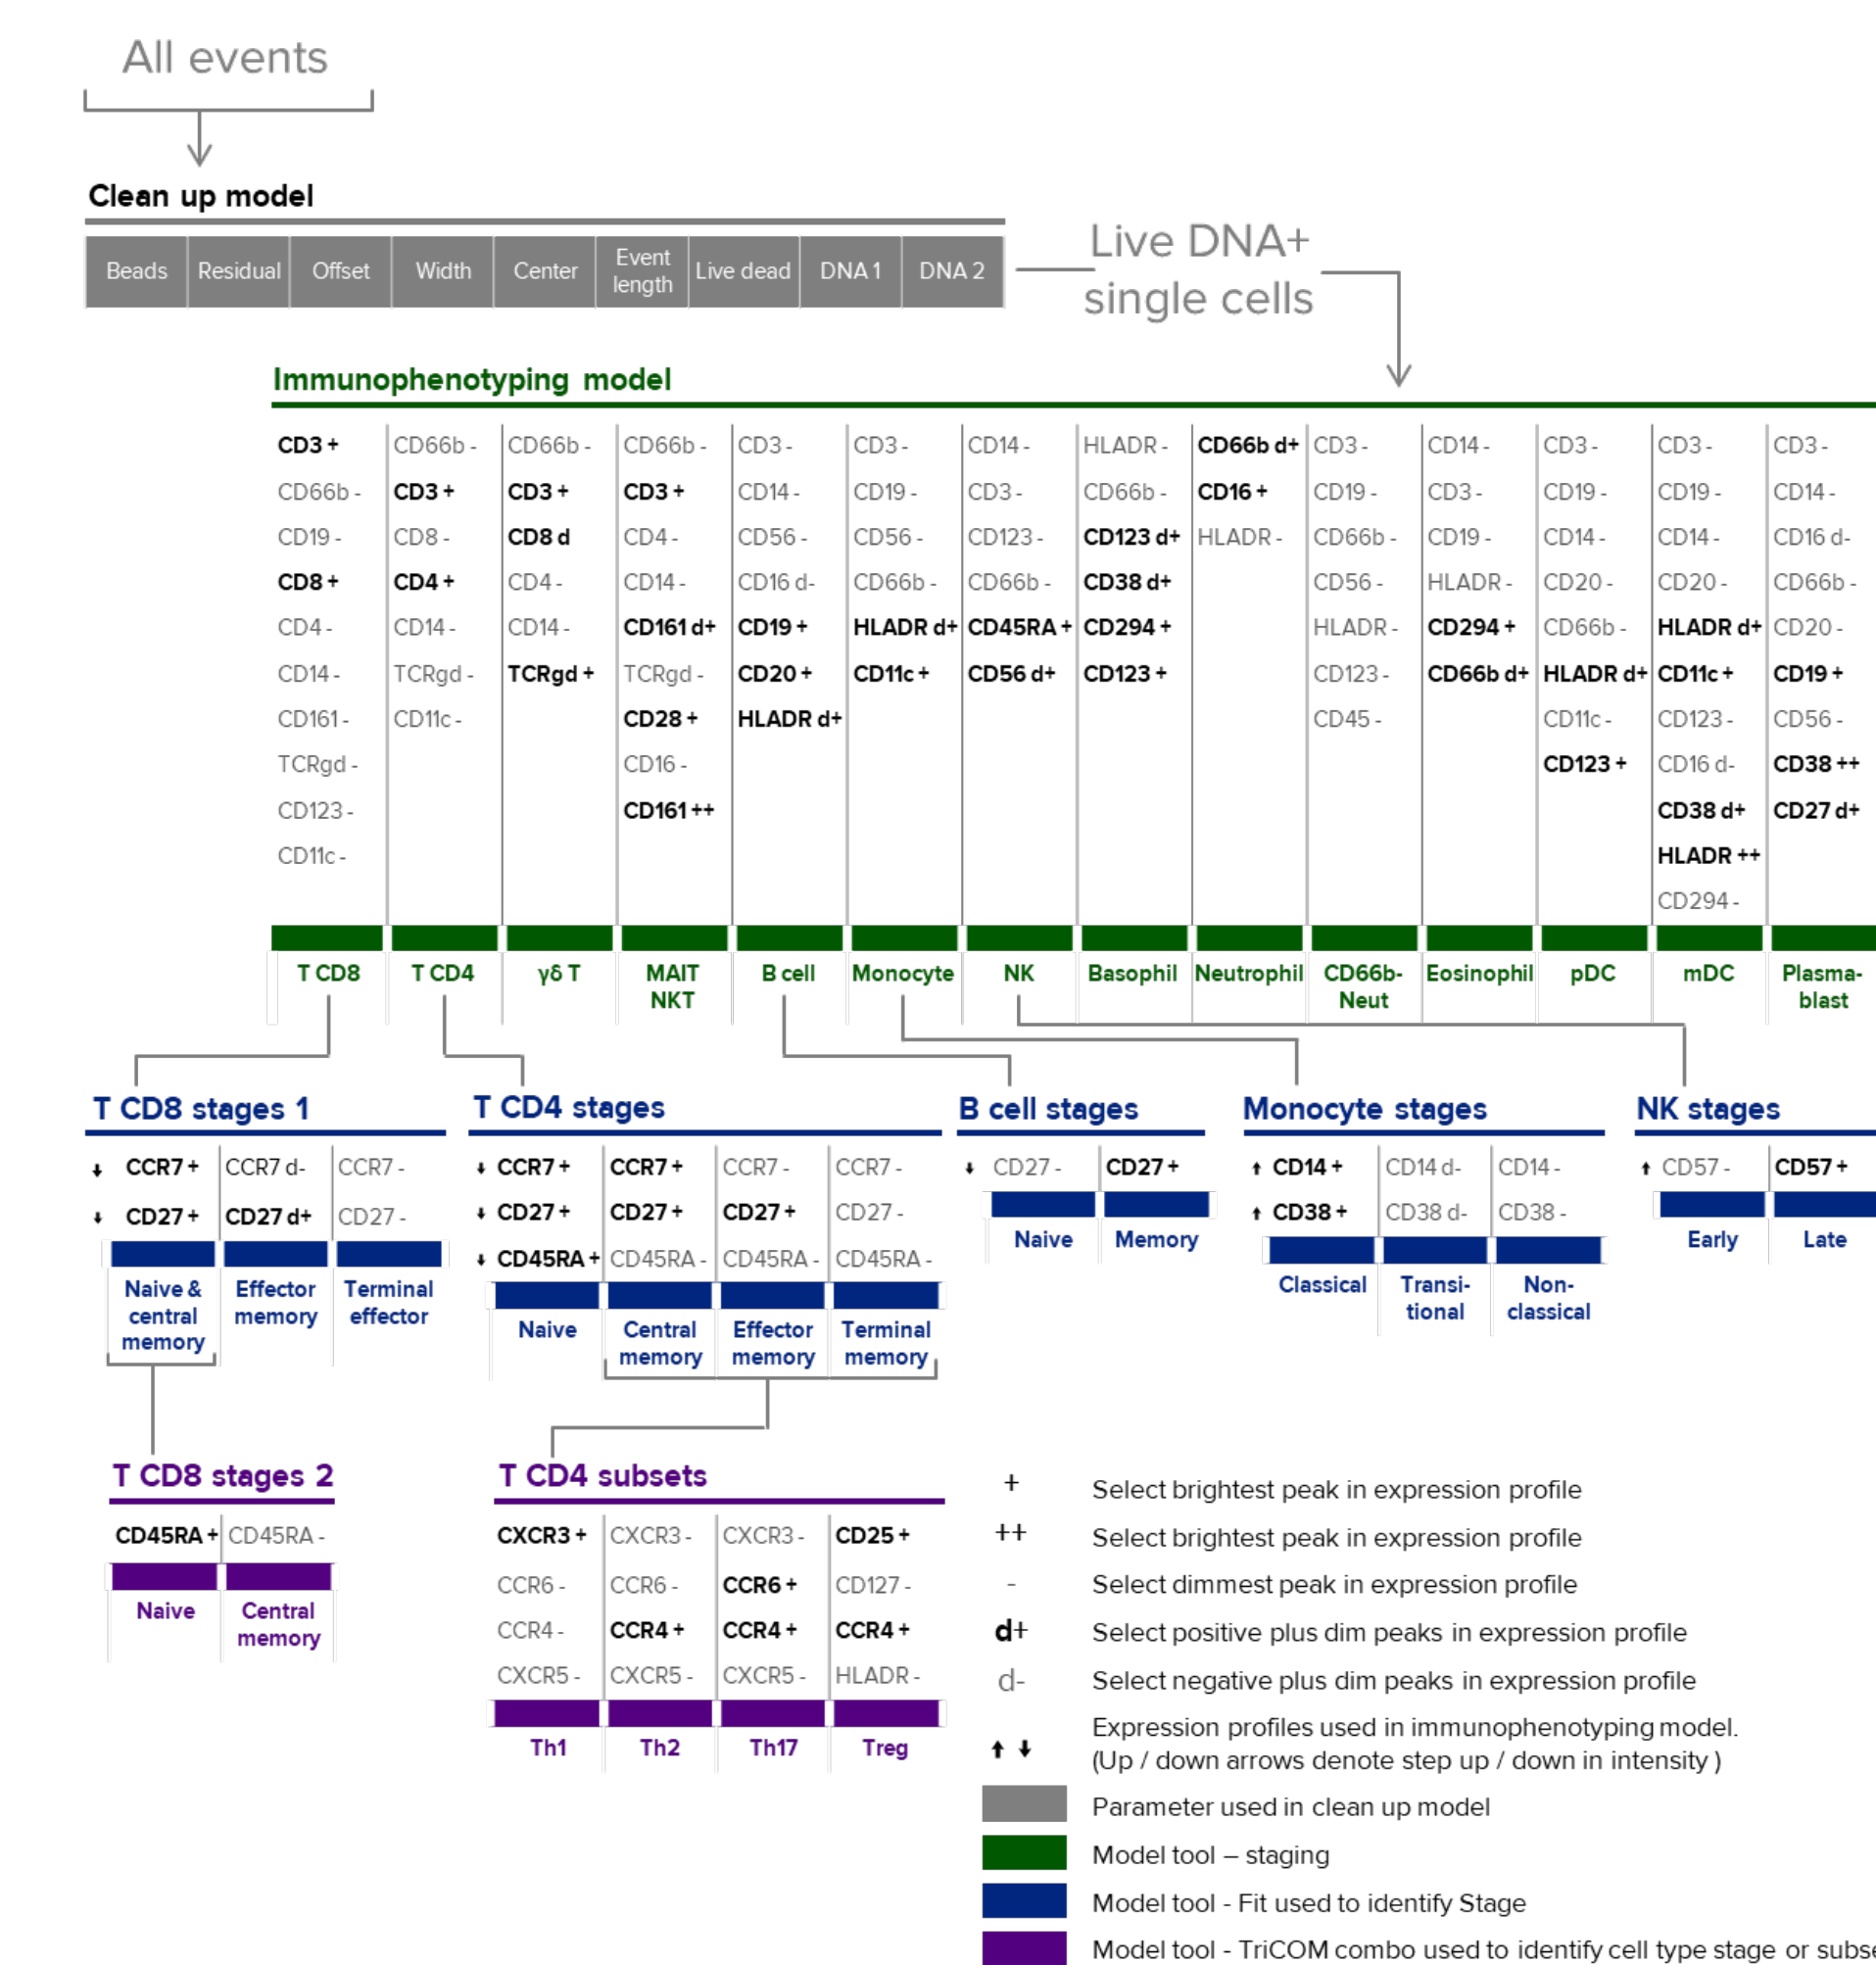 All events
Clean up model
Beads Residual Offset Width Center Event length Live dead DNA 1 DNA 2
Live DNA+
single cells
Immunophenotyping model
CD3 + CD66b - CD66b - CD66b - CD3 - CD3 - CD14 - HLADR - CD66b d+ CD3 - CD14 - CD3 - CD3 - CD3 -
CD66b - CD3 + CD3 + CD3 + CD14 - CD19 - CD3 - CD66b - CD16 + CD19 - CD3 - CD19 - CD19 - CD14 -
CD19 - CD8 - CD8 d CD4 - CD56 - CD56 - CD123 - CD123 d+ HLADR - CD66b - CD19 - CD14 - CD14 - CD16 d-
CD8 + CD4 + CD4 - CD14 - CD16 d- CD66b - CD66b - CD38 d+ CD56 - HLADR - CD20 - CD20 - CD66b -
CD4 - CD14 - CD14 - CD161 d+ CD19 + HLADR d+ CD45RA + CD294 + HLADR - CD294 + CD66b - HLADR d+ CD20 -
CD14 - TCRgd - TCRgd + TCRgd - CD20 + CD11c + CD56 d+ CD123 + CD123 - CD66b d+ HLADR d+ CD11c + CD19 +
CD161 - CD11c - CD28 + HLADR d+ CD45 - CD11c - CD123 - CD56 -
TCRgd - CD16 - CD123 + CD16 d- CD38 ++
CD123 - CD161 ++ CD38 d+ CD27 d+
CD11c - HLADR ++
CD294 -
T CD8 T CD4 γδ T MAIT B cell Monocyte NK Basophil Neutrophil CD66b- Eosinophil pDC mDC Plasma-
NKT Neut blast
T CD8 stages 1 T CD4 stages B cell stages Monocyte stages NK stages
↓ CCR7 + CCR7 d- CCR7 - ↓ CCR7 + CCR7 + CCR7 - CCR7 - ↓ CD27 - CD27 + ↑ CD14 + CD14 d- CD14 - ↑ CD57 - CD57 +
↓ CD27 + CD27 d+ CD27 - ↓ CD27 + CD27 + CD27 + CD27 - ↑ CD38 + CD38 d- CD38 -
Naive Memory Early Late
↓ CD45RA + CD45RA - CD45RA - CD45RA -
Naive & Effector Terminal Classical Transi- Non-
central memory effector tional classical
memory
Naive Central Effector Terminal
memory memory memory
T CD8 stages 2 T CD4 subsets
CD45RA + CD45RA - CXCR3 + CXCR3 - CXCR3 - CD25 +
CCR6 - CCR6 - CCR6 + CD127 -
Naive Central CCR4 - CCR4 + CCR4 + CCR4 +
memory CXCR5 - CXCR5 - CXCR5 - HLADR -
Th1 Th2 Th17 Treg
+ Select brightest peak in expression profile
++ Select brightest peak in expression profile
- Select dimmest peak in expression profile
d+ Select positive plus dim peaks in expression profile
d- Select negative plus dim peaks in expression profile
Expression profiles used in immunophenotyping model.
↑ ↓ (Up / down arrows denote step up / down in intensity )
Parameter used in clean up model
Model tool – staging
Model tool - Fit used to identify Stage
Model tool - TriCOM combo used to identify cell type stage or